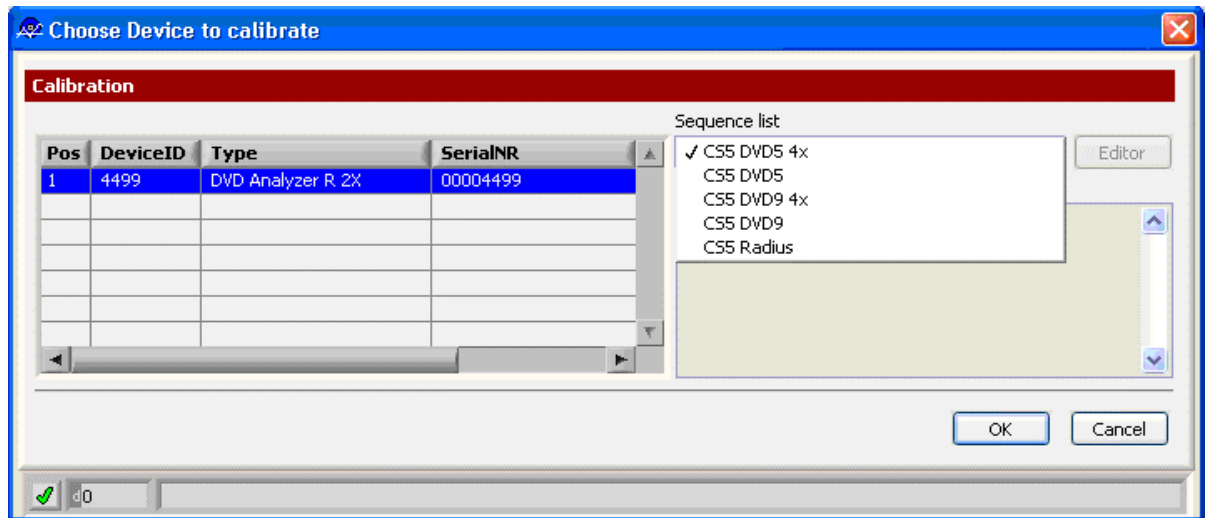 Choose Device to calibrate
Calibration
Sequence list
Pos DeviceID Type SerialNR
1 4499 DVD Analyzer R 2X 00004499
✓ CS5 DVD5 4x
CS5 DVD5
CS5 DVD9 4x
CS5 DVD9
CS5 Radius
Editor
OK Cancel
d0